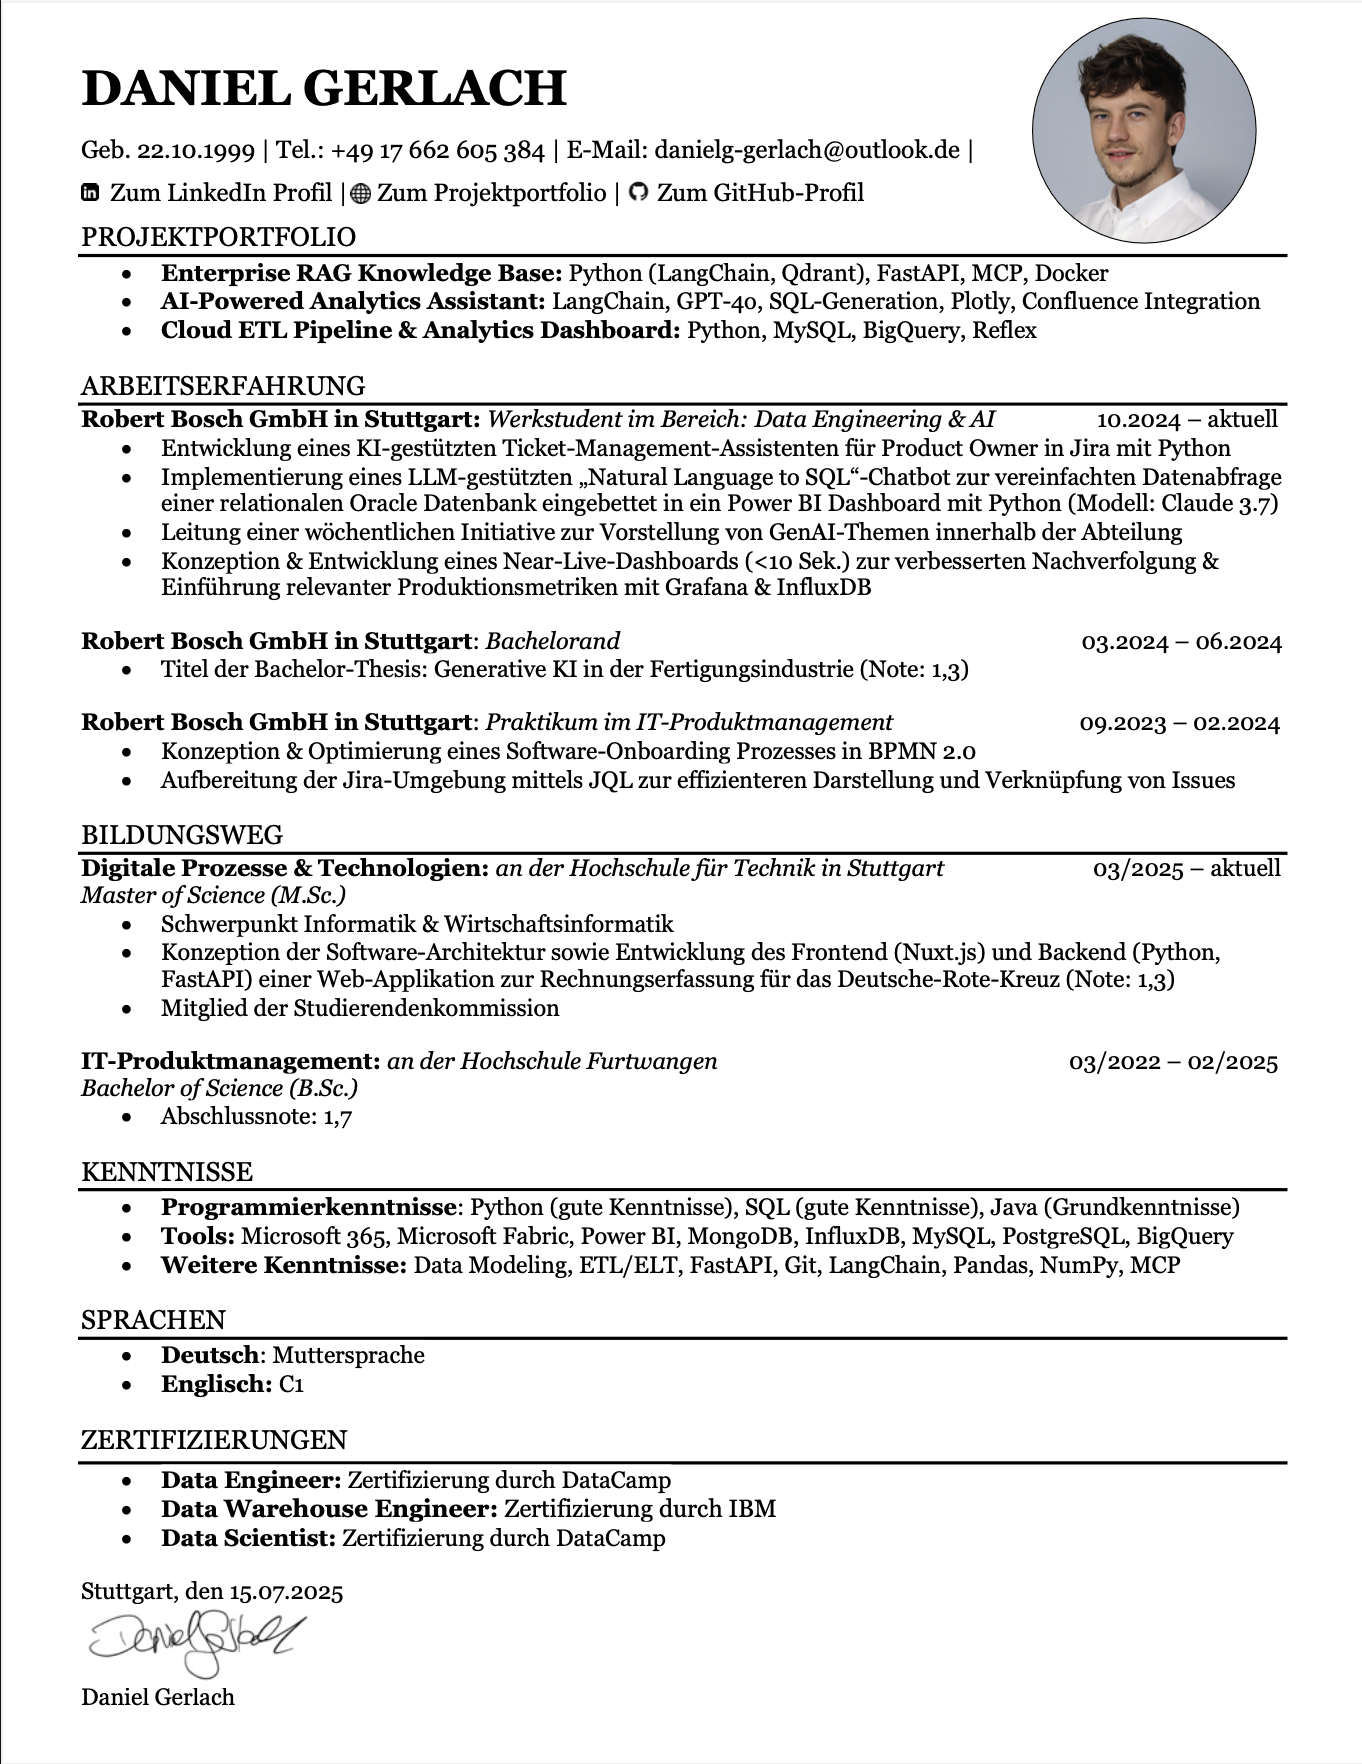 DANIEL GERLACH
Geb. 22.10.1999 | Tel.: +49 17 662 605 384 | E-Mail: danielg-gerlach@outlook.de |
in Zum LinkedIn Profil | Zum Projektportfolio | Zum GitHub-Profil
PROJEKTPORTFOLIO
• Enterprise RAG Knowledge Base: Python (LangChain, Qdrant), FastAPI, MCP, Docker
• AI-Powered Analytics Assistant: LangChain, GPT-4o, SQL-Generation, Plotly, Confluence Integration
• Cloud ETL Pipeline & Analytics Dashboard: Python, MySQL, BigQuery, Reflex
ARBEITSERFAHRUNG
Robert Bosch GmbH in Stuttgart: Werkstudent im Bereich: Data Engineering & AI 10.2024 – aktuell
• Entwicklung eines KI-gestützten Ticket-Management-Assistenten für Product Owner in Jira mit Python
• Implementierung eines LLM-gestützten „Natural Language to SQL“-Chatbot zur vereinfachten Datenabfrage
einer relationalen Oracle Datenbank eingebettet in ein Power BI Dashboard mit Python (Modell: Claude 3.7)
• Leitung einer wöchentlichen Initiative zur Vorstellung von GenAI-Themen innerhalb der Abteilung
• Konzeption & Entwicklung eines Near-Live-Dashboards (<10 Sek.) zur verbesserten Nachverfolgung &
Einführung relevanter Produktionsmetriken mit Grafana & InfluxDB
Robert Bosch GmbH in Stuttgart: Bachelorand 03.2024 – 06.2024
• Titel der Bachelor-Thesis: Generative KI in der Fertigungsindustrie (Note: 1,3)
Robert Bosch GmbH in Stuttgart: Praktikum im IT-Produktmanagement 09.2023 – 02.2024
• Konzeption & Optimierung eines Software-Onboarding Prozesses in BPMN 2.0
• Aufbereitung der Jira-Umgebung mittels JQL zur effizienteren Darstellung und Verknüpfung von Issues
BILDUNGSWEG
Digitale Prozesse & Technologien: an der Hochschule für Technik in Stuttgart 03/2025 – aktuell
Master of Science (M.Sc.)
• Schwerpunkt Informatik & Wirtschaftsinformatik
• Konzeption der Software-Architektur sowie Entwicklung des Frontend (Nuxt.js) und Backend (Python,
FastAPI) einer Web-Applikation zur Rechnungserfassung für das Deutsche-Rote-Kreuz (Note: 1,3)
• Mitglied der Studierendenkommission
IT-Produktmanagement: an der Hochschule Furtwangen 03/2022 – 02/2025
Bachelor of Science (B.Sc.)
• Abschlussnote: 1,7
KENNTNISSE
• Programmierkenntnisse: Python (gute Kenntnisse), SQL (gute Kenntnisse), Java (Grundkenntnisse)
• Tools: Microsoft 365, Microsoft Fabric, Power BI, MongoDB, InfluxDB, MySQL, PostgreSQL, BigQuery
• Weitere Kenntnisse: Data Modeling, ETL/ELT, FastAPI, Git, LangChain, Pandas, NumPy, MCP
SPRACHEN
• Deutsch: Muttersprache
• Englisch: C1
ZERTIFIZIERUNGEN
• Data Engineer: Zertifizierung durch DataCamp
• Data Warehouse Engineer: Zertifizierung durch IBM
• Data Scientist: Zertifizierung durch DataCamp
Stuttgart, den 15.07.2025
Daniel Gerlach
Daniel Gerlach